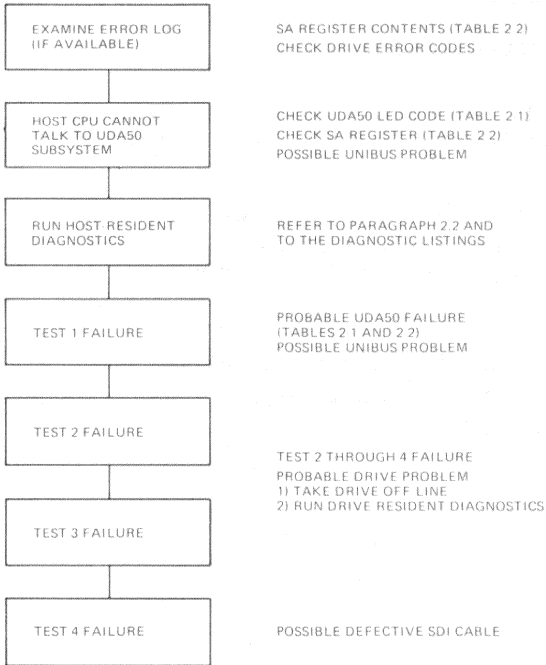 EXAMINE ERROR LOG
(IF AVAILABLE)
SA REGISTER CONTENTS (TABLE 2 2)
CHECK DRIVE ERROR CODES
HOST CPU CANNOT
TALK TO UDA50
SUBSYSTEM
CHECK UDA50 LED CODE (TABLE 2 1)
CHECK SA REGISTER (TABLE 2 2)
POSSIBLE UNIBUS PROBLEM
RUN HOST-RESIDENT
DIAGNOSTICS
REFER TO PARAGRAPH 2.2 AND
TO THE DIAGNOSTIC LISTINGS
TEST 1 FAILURE
PROBABLE UDA50 FAILURE
(TABLES 2 1 AND 2 2)
POSSIBLE UNIBUS PROBLEM
TEST 2 FAILURE
TEST 2 THROUGH 4 FAILURE
PROBABLE DRIVE PROBLEM
1) TAKE DRIVE OFF LINE
2) RUN DRIVE RESIDENT DIAGNOSTICS
TEST 3 FAILURE
TEST 4 FAILURE
POSSIBLE DEFECTIVE SDI CABLE